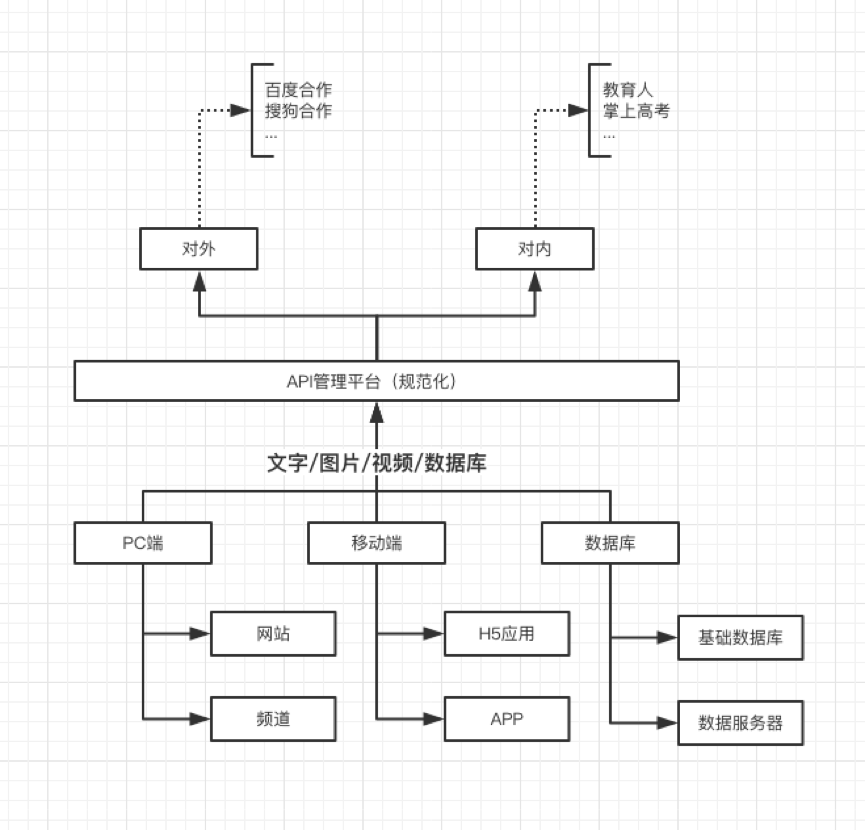 百度合作
搜狗合作
...
教育人
掌上高考
...
对外
对内
API管理平台（规范化）
文字/图片/视频/数据库
PC端
移动端
数据库
网站
H5应用
基础数据库
频道
APP
数据服务器